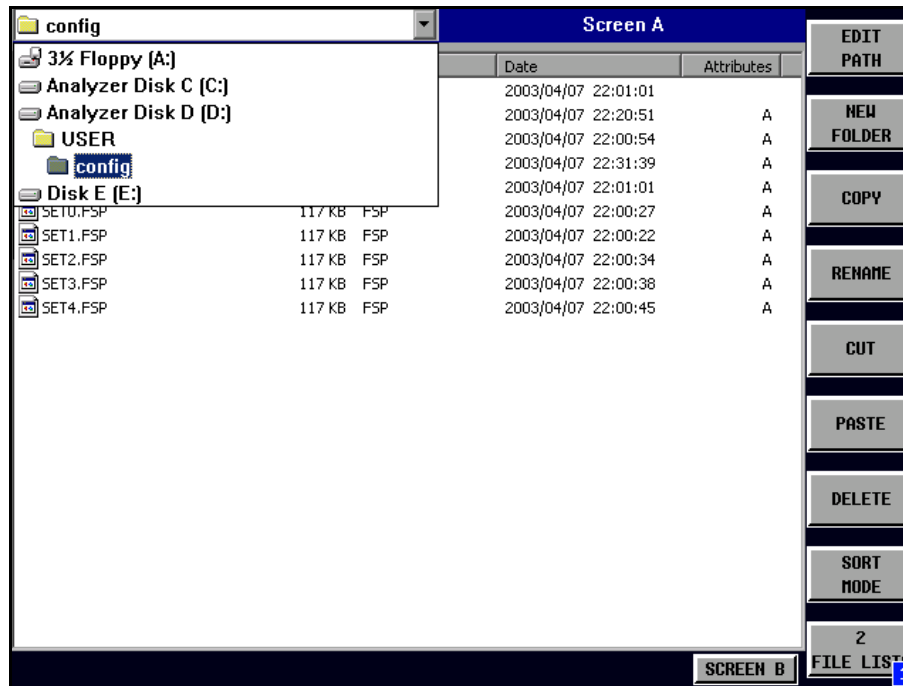 config
Screen A
3½ Floppy (A:)
Analyzer Disk C (C:)
Analyzer Disk D (D:)
USER
config
Disk E (E:)
Date Attributes
2003/04/07 22:01:01
2003/04/07 22:20:51 A
2003/04/07 22:00:54 A
2003/04/07 22:31:39 A
2003/04/07 22:01:01 A
SET0.FSP 117 KB FSP 2003/04/07 22:00:27 A
SET1.FSP 117 KB FSP 2003/04/07 22:00:22 A
SET2.FSP 117 KB FSP 2003/04/07 22:00:34 A
SET3.FSP 117 KB FSP 2003/04/07 22:00:38 A
SET4.FSP 117 KB FSP 2003/04/07 22:00:45 A
EDIT
PATH
NEW
FOLDER
COPY
RENAME
CUT
PASTE
DELETE
SORT
MODE
2
FILE LISTS
SCREEN B